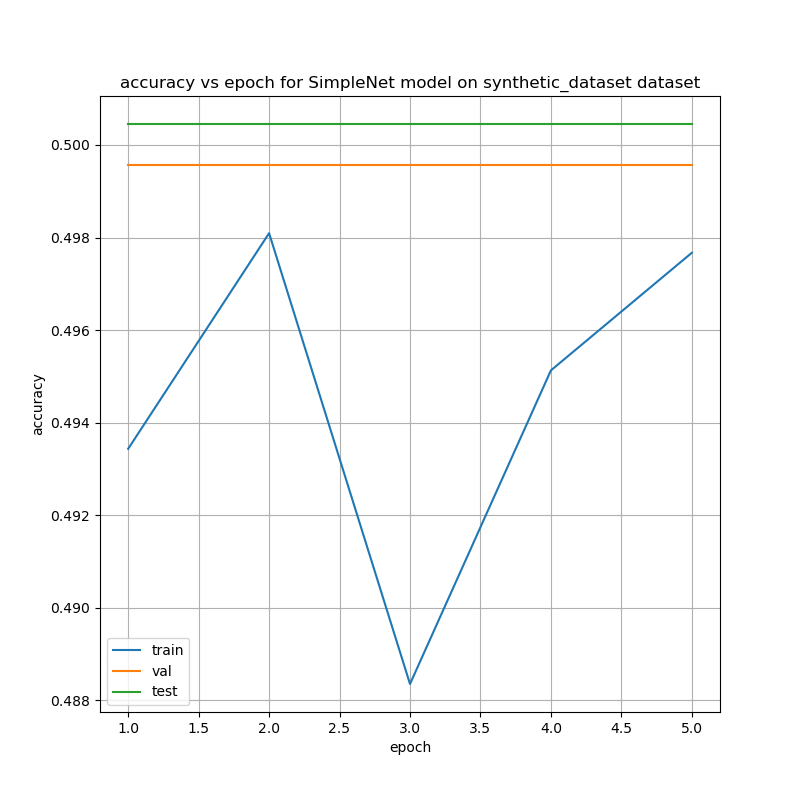 accuracy vs epoch for SimpleNet model on synthetic_dataset dataset
0.500
0.498
0.496
0.494
0.492
0.490
0.488
accuracy
train
val
test
1.0 1.5 2.0 2.5 3.0 3.5 4.0 4.5 5.0
epoch